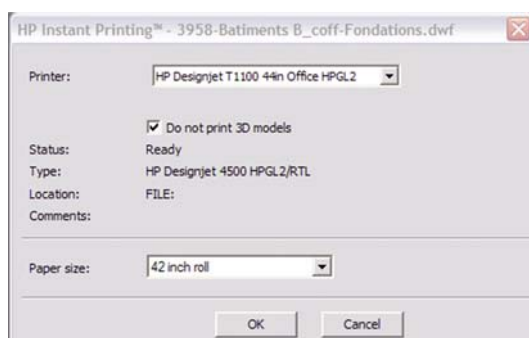 HP Instant Printing™ - 3958-Batiments B_coff-Fondations.dwf
Printer: HP Designjet T1100 44in Office HPGL2
Do not print 3D models
Status: Ready
Type: HP Designjet 4500 HPGL2/RTL
Location: FILE:
Comments:
Paper size: 42 inch roll
OK Cancel